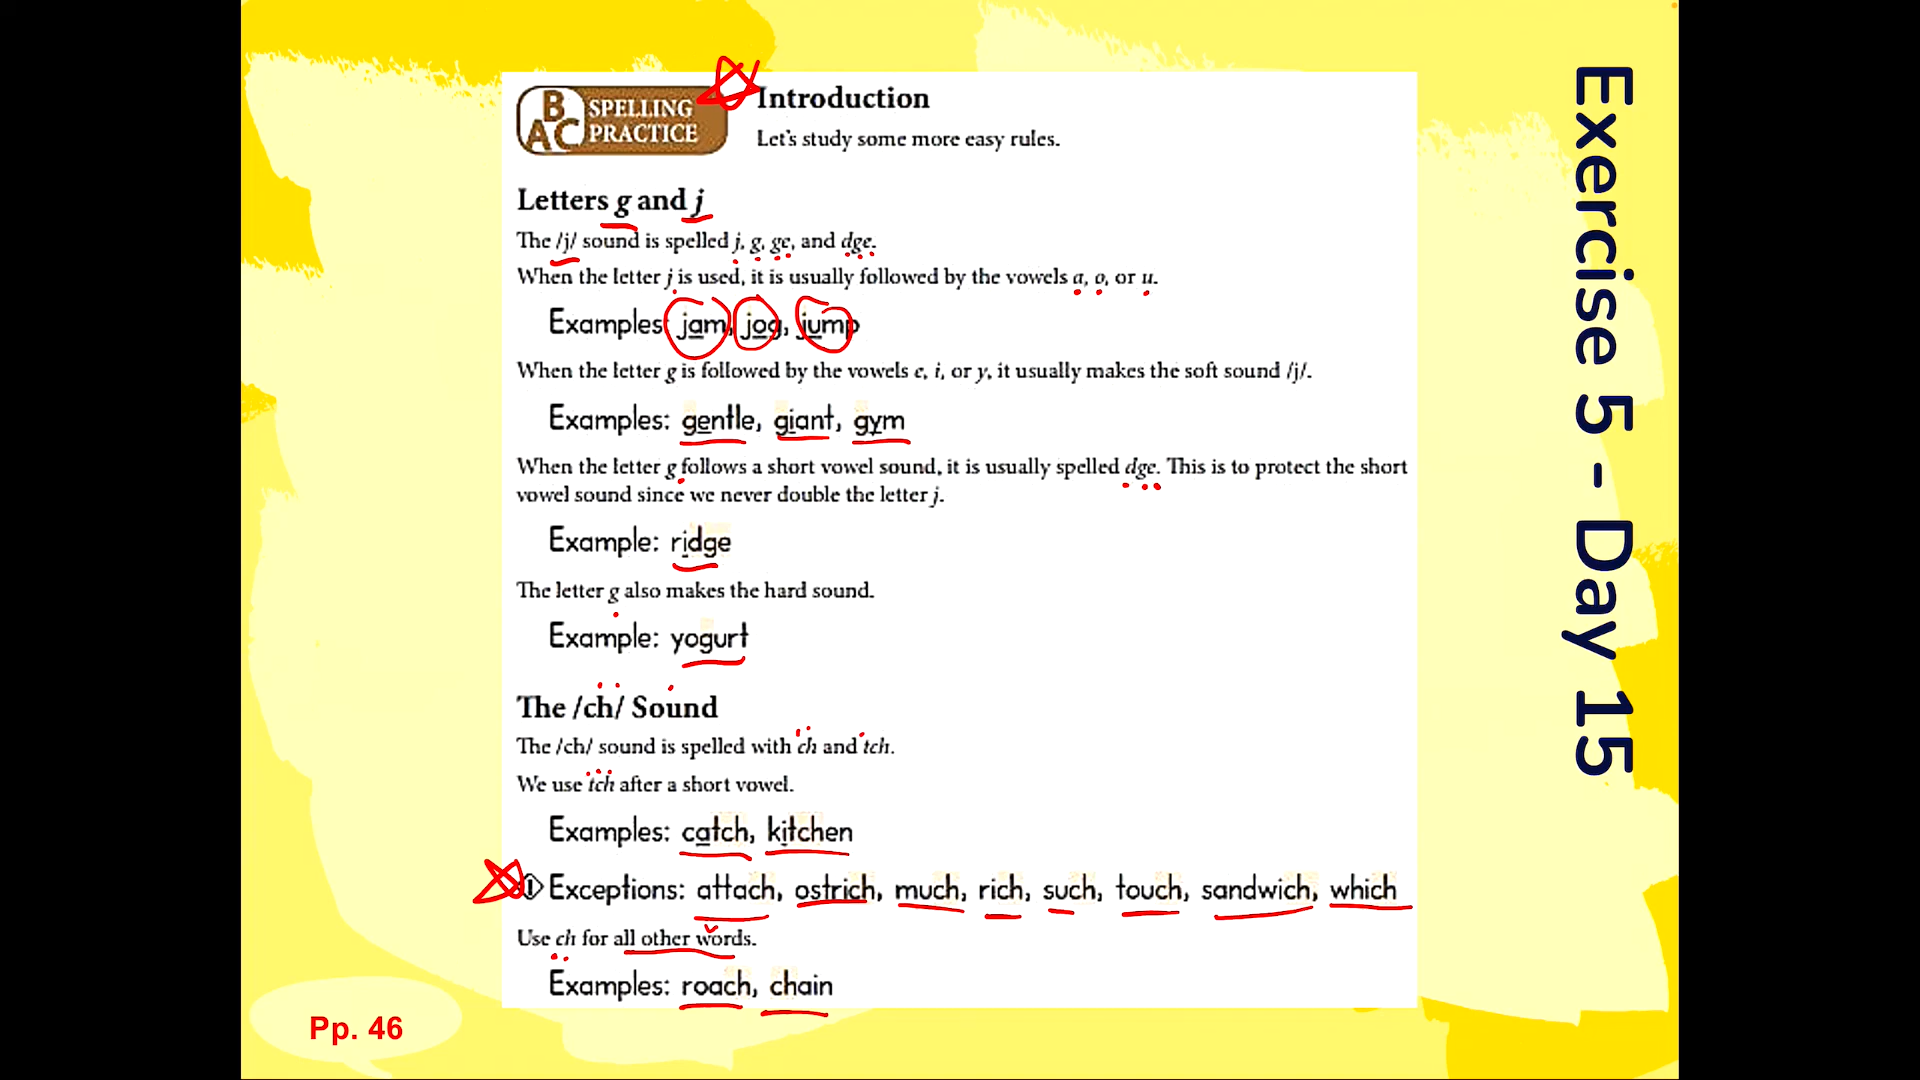 B
AC
SPELLING
PRACTICE
Introduction
Let's study some more easy rules.
Letters g and j
The /j/ sound is spelled j, g, ge, and dge.
When the letter j is used, it is usually followed by the vowels a, o, or u.
Examples: jam, jog, jump
When the letter g is followed by the vowels e, i, or y, it usually makes the soft sound /j/.
Examples: gentle, giant, gym
When the letter g follows a short vowel sound, it is usually spelled dge. This is to protect the short
vowel sound since we never double the letter j.
Example: ridge
The letter g also makes the hard sound.
Example: yogurt
The /ch/ Sound
The /ch/ sound is spelled with ch and tch.
We use tch after a short vowel.
Examples: catch, kitchen
Exceptions: attach, ostrich, much, rich, such, touch, sandwich, which
Use ch for all other words.
Examples: roach, chain
Pp. 46
Exercise 5 - Day 15